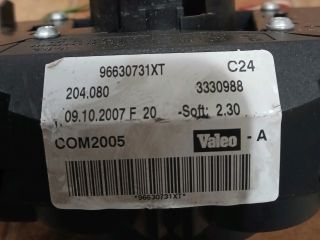 96630731XT C24
204.080 3330988
09.10.2007 F 20 -Soft: 2.30
COM2005 Valeo - A
*96630731XT*